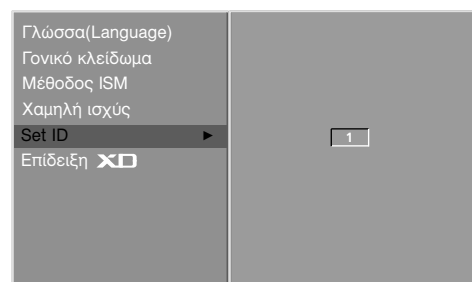 Γλώσσα(Language)
Γονικό κλείδωμα
Μέθοδος ISM
Χαμηλή ισχύς
Set ID ► 1
Επίδειξη XD